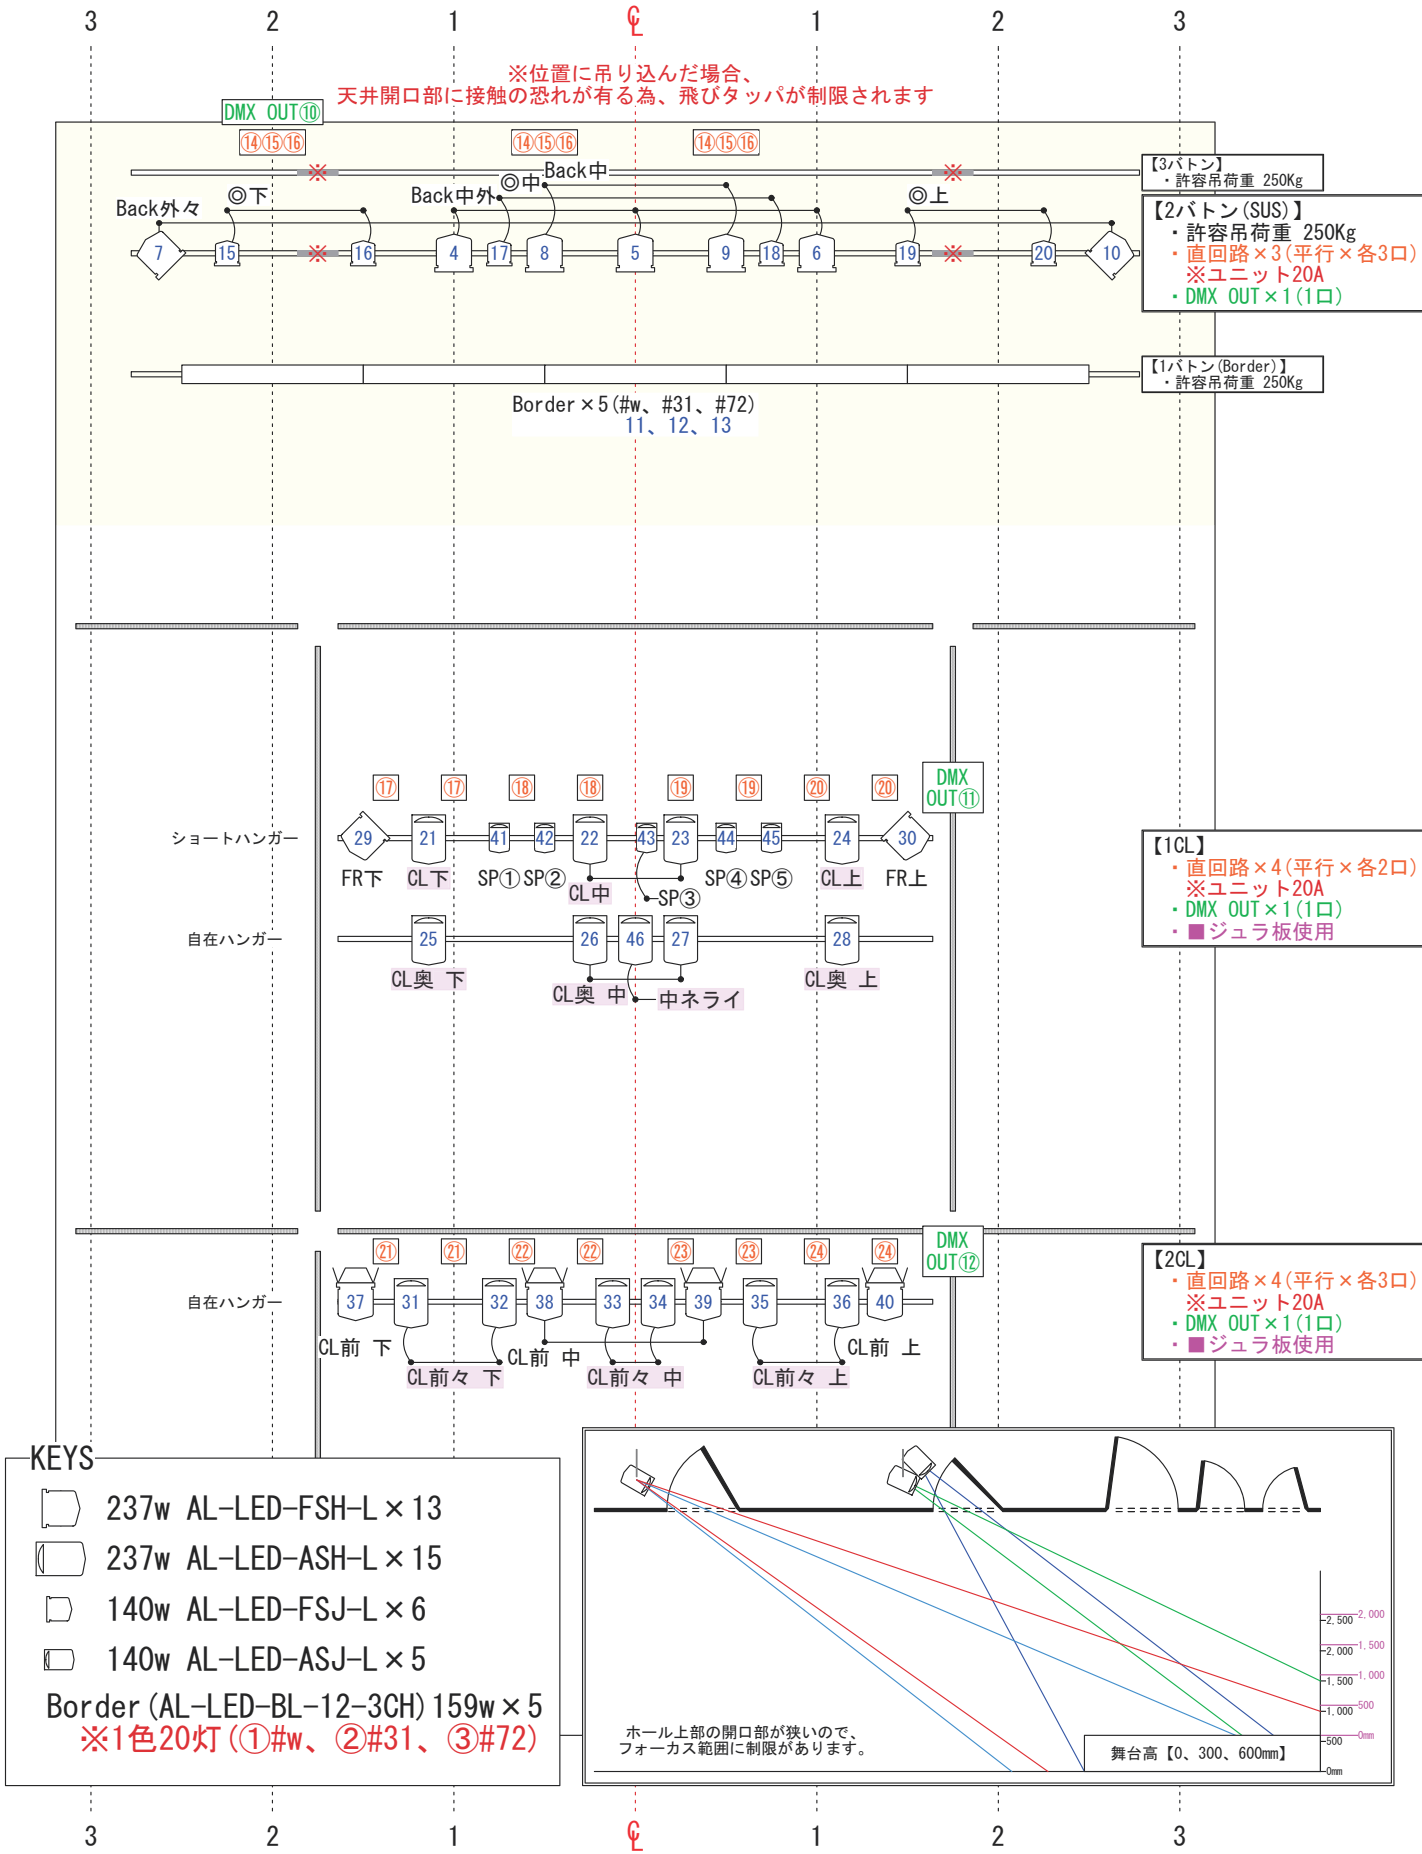 3 2 1 ℄ 1 2 3
※位置に吊り込んだ場合、
天井開口部に接触の恐れが有る為、飛びタッパが制限されます
DMX OUT⑩
⑭⑮⑯ ⑭⑮⑯ ⑭⑮⑯
【3バトン】
・許容吊荷重 250Kg
※ ※
Back外々 ◎下 Back中外 ◎中 Back中 ◎上
7 15 ※ 16 4 17 8 5 9 18 6 19 ※ 20 10
【2バトン(SUS)】
・許容吊荷重 250Kg
・直回路×3(平行×各3口)
※ユニット20A
・DMX OUT×1(1口)
【1バトン(Border)】
・許容吊荷重 250Kg
Border×5(#w、#31、#72)
11、12、13
⑰ ⑰ ⑱ ⑱ ⑲ ⑲ ⑳ ⑳
DMX
OUT⑪
ショートハンガー
29 21 41 42 22 43 23 44 45 24 30
FR下 CL下 SP① SP② CL中 SP③ SP④ SP⑤ CL上 FR上
自在ハンガー
25 26 46 27 28
CL奥 下 CL奥 中 中ネライ CL奥 上
【1CL】
・直回路×4(平行×各2口)
※ユニット20A
・DMX OUT×1(1口)
・■ジュラ板使用
㉑ ㉑ ㉒ ㉒ ㉓ ㉓ ㉔ ㉔
DMX
OUT⑫
自在ハンガー
37 31 32 38 33 34 39 35 36 40
CL前 下 CL前 中 CL前 上
CL前々 下 CL前々 中 CL前々 上
【2CL】
・直回路×4(平行×各3口)
※ユニット20A
・DMX OUT×1(1口)
・■ジュラ板使用
KEYS
237w AL-LED-FSH-L×13
237w AL-LED-ASH-L×15
140w AL-LED-FSJ-L×6
140w AL-LED-ASJ-L×5
Border(AL-LED-BL-12-3CH)159w×5
※1色20灯(①#w、②#31、③#72)
ホール上部の開口部が狭いので、
フォーカス範囲に制限があります。
舞台高【0、300、600mm】
2,500 2,000
2,000 1,500
1,500 1,000
1,000 500
500 0mm
0mm
3 2 1 ℄ 1 2 3